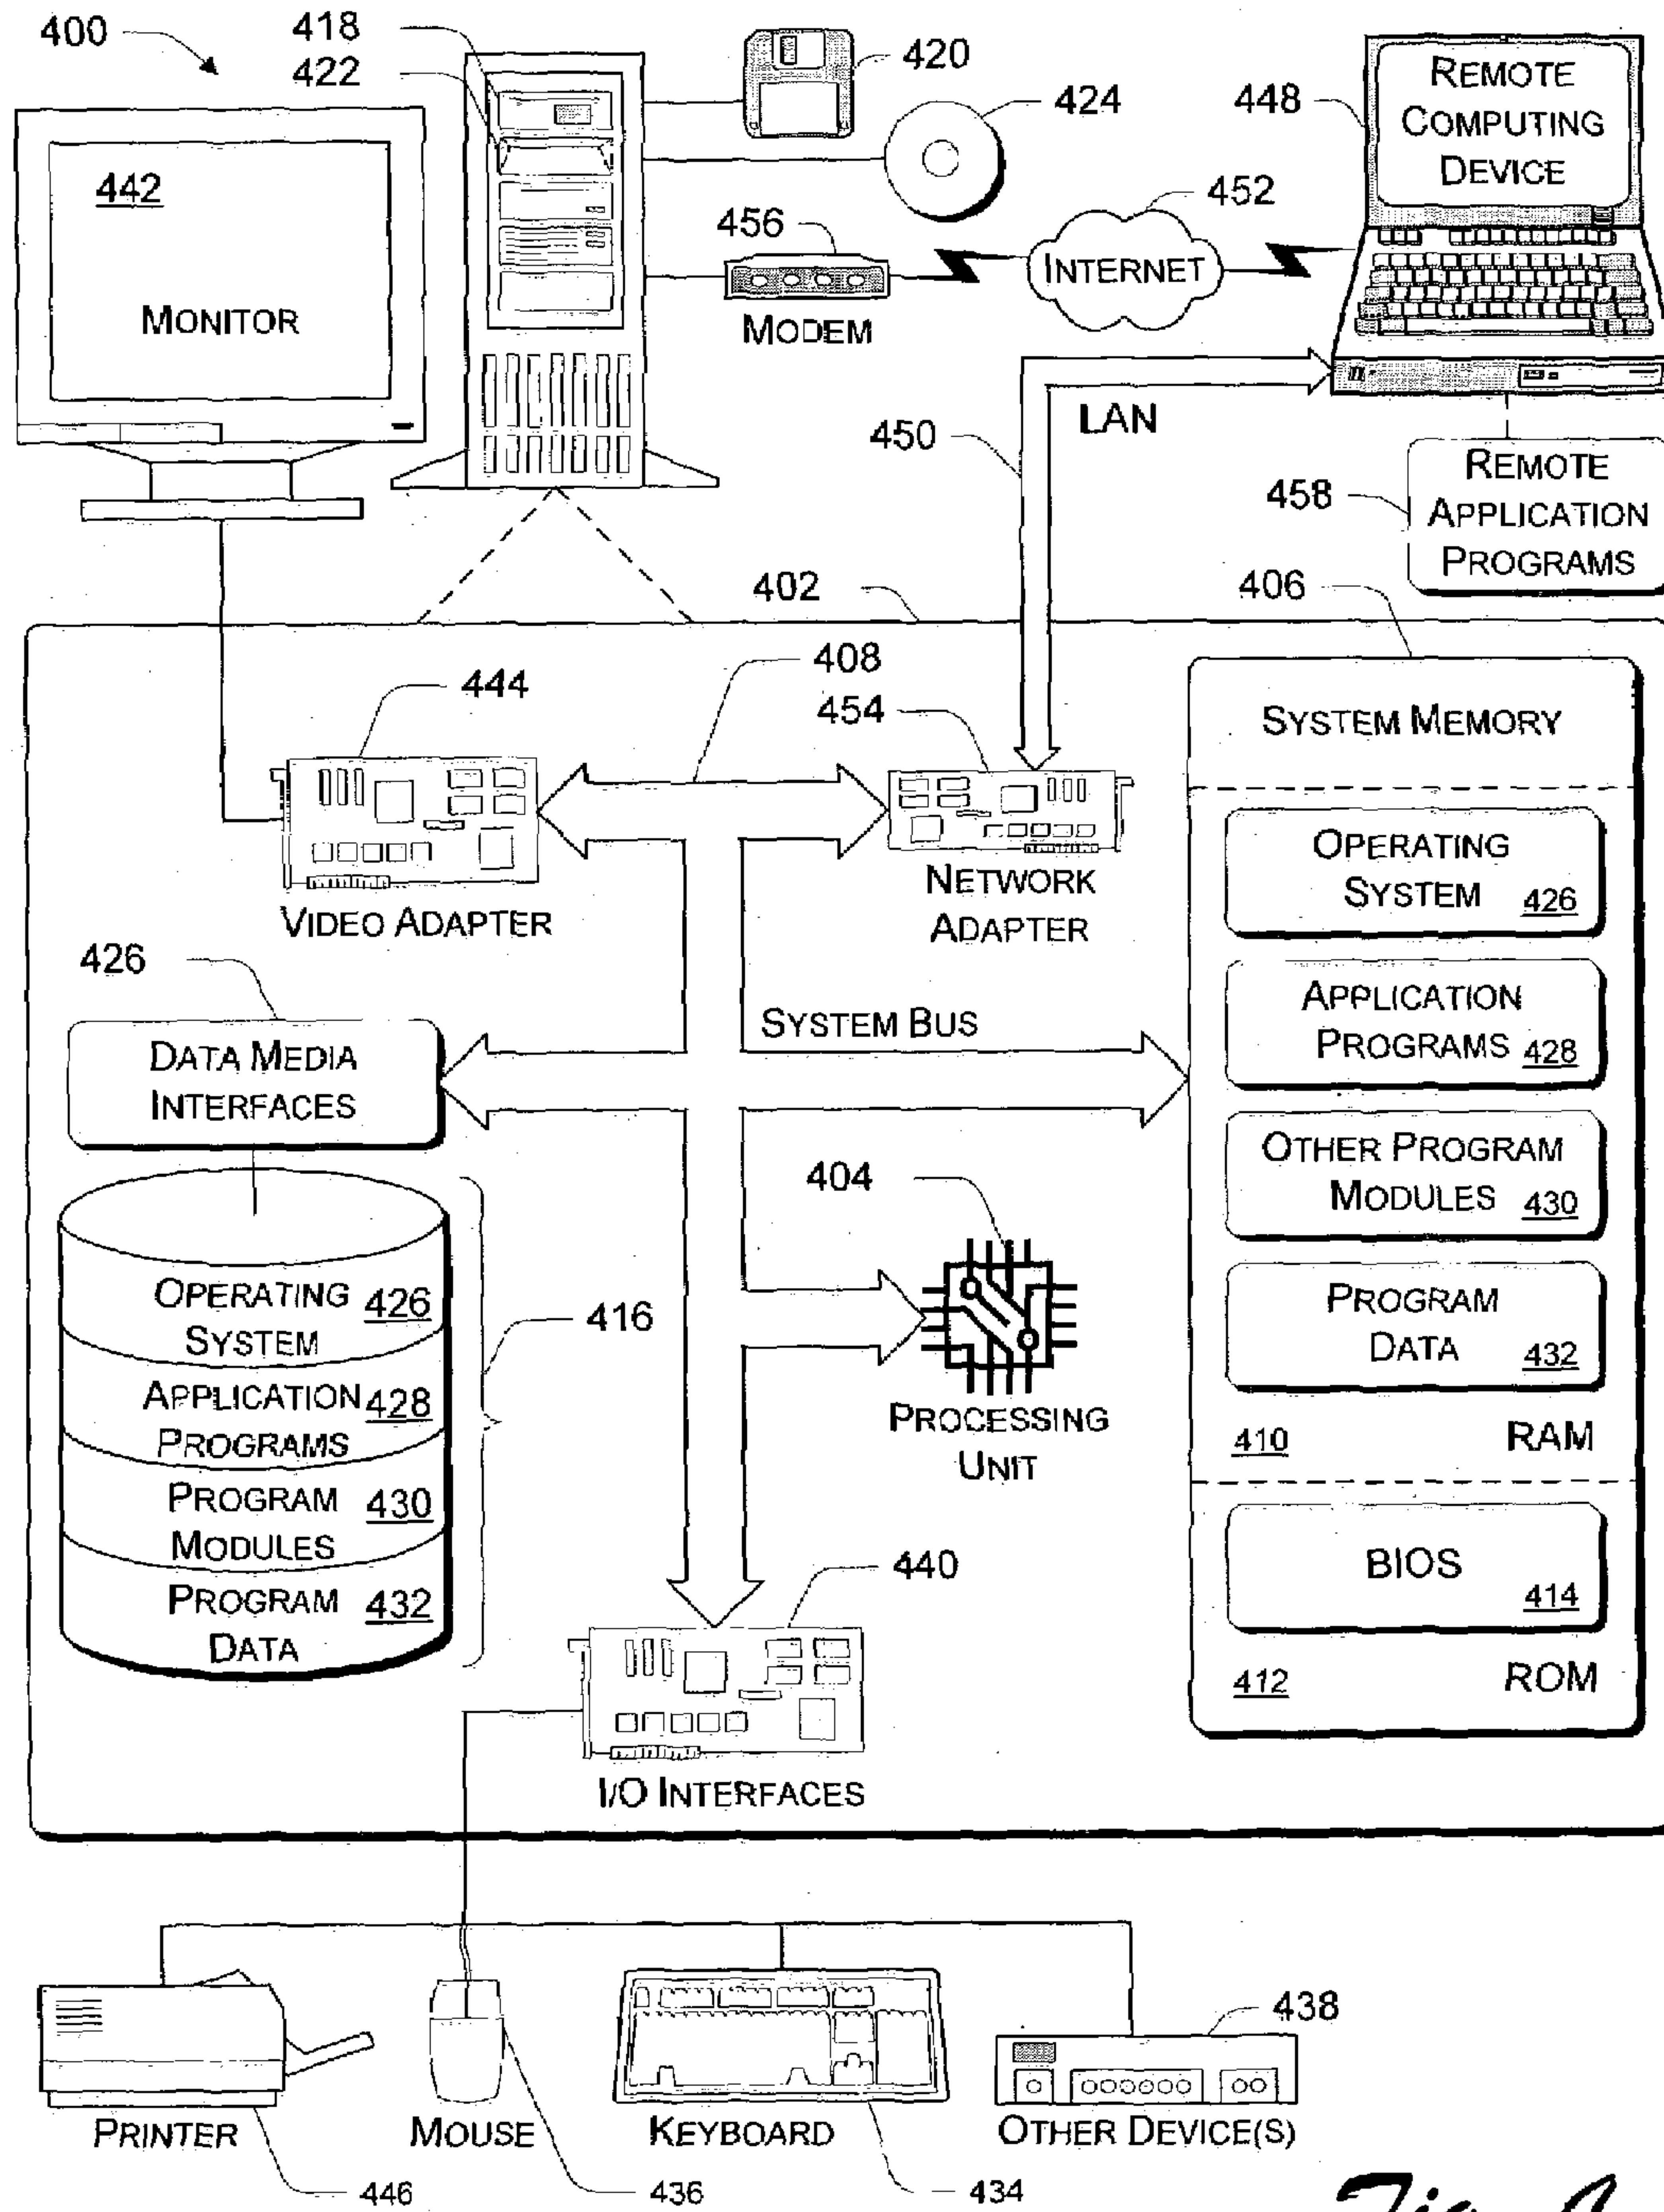 400
418
422
420
424
448
REMOTE
COMPUTING
DEVICE
442
MONITOR
456
MODEM
452
INTERNET
450
LAN
REMOTE
458
APPLICATION
PROGRAMS
402
406
408
444
454
SYSTEM MEMORY
VIDEO ADAPTER
NETWORK
ADAPTER
OPERATING
SYSTEM 426
426
DATA MEDIA
INTERFACES
SYSTEM BUS
APPLICATION
PROGRAMS 428
OTHER PROGRAM
MODULES 430
404
PROCESSING
UNIT
PROGRAM
DATA 432
410 RAM
OPERATING 426
SYSTEM
APPLICATION 428
PROGRAMS
PROGRAM 430
MODULES
PROGRAM 432
DATA
416
BIOS
414
412 ROM
440
I/O INTERFACES
438
PRINTER
MOUSE
KEYBOARD
OTHER DEVICE(S)
446
436
434